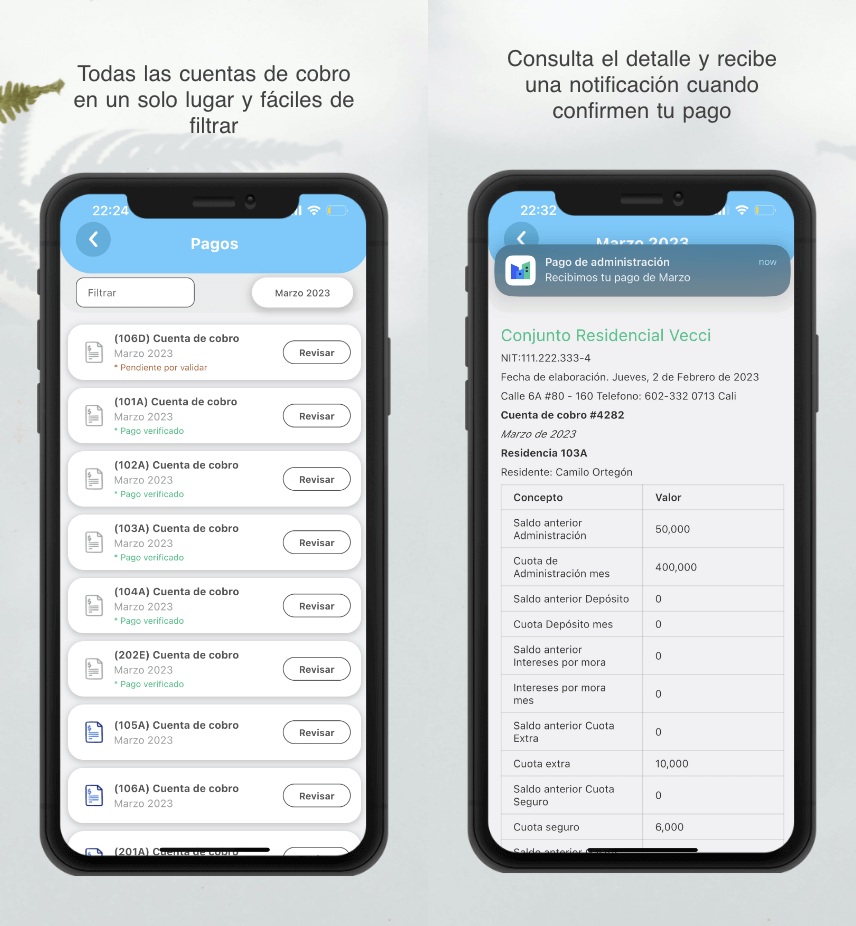 Todas las cuentas de cobro
en un solo lugar y fáciles de
filtrar
22:24
Pagos
Filtrar
Marzo 2023
(106D) Cuenta de cobro
Marzo 2023
* Pendiente por validar
Revisar
(101A) Cuenta de cobro
Marzo 2023
* Pago verificado
Revisar
(102A) Cuenta de cobro
Marzo 2023
* Pago verificado
Revisar
(103A) Cuenta de cobro
Marzo 2023
* Pago verificado
Revisar
(104A) Cuenta de cobro
Marzo 2023
* Pago verificado
Revisar
(202E) Cuenta de cobro
Marzo 2023
* Pago verificado
Revisar
(105A) Cuenta de cobro
Marzo 2023
Revisar
(106A) Cuenta de cobro
Marzo 2023
Revisar
(201A) Cuenta de cobro
Consulta el detalle y recibe
una notificación cuando
confirmen tu pago
22:32
Marzo 2023
Pago de administración
now
Recibimos tu pago de Marzo
Conjunto Residencial Vecci
NIT:111.222.333-4
Fecha de elaboración. Jueves, 2 de Febrero de 2023
Calle 6A #80 - 160 Telefono: 602-332 0713 Cali
Cuenta de cobro #4282
Marzo de 2023
Residencia 103A
Residente: Camilo Ortegón
Concepto Valor
Saldo anterior
Administración
50,000
Cuota de
Administración mes
400,000
Saldo anterior Depósito 0
Cuota Depósito mes 0
Saldo anterior
Intereses por mora
0
Intereses por mora
mes
0
Saldo anterior Cuota
Extra
0
Cuota extra 10,000
Saldo anterior Cuota
Seguro
0
Cuota seguro 6,000
Saldo anterior